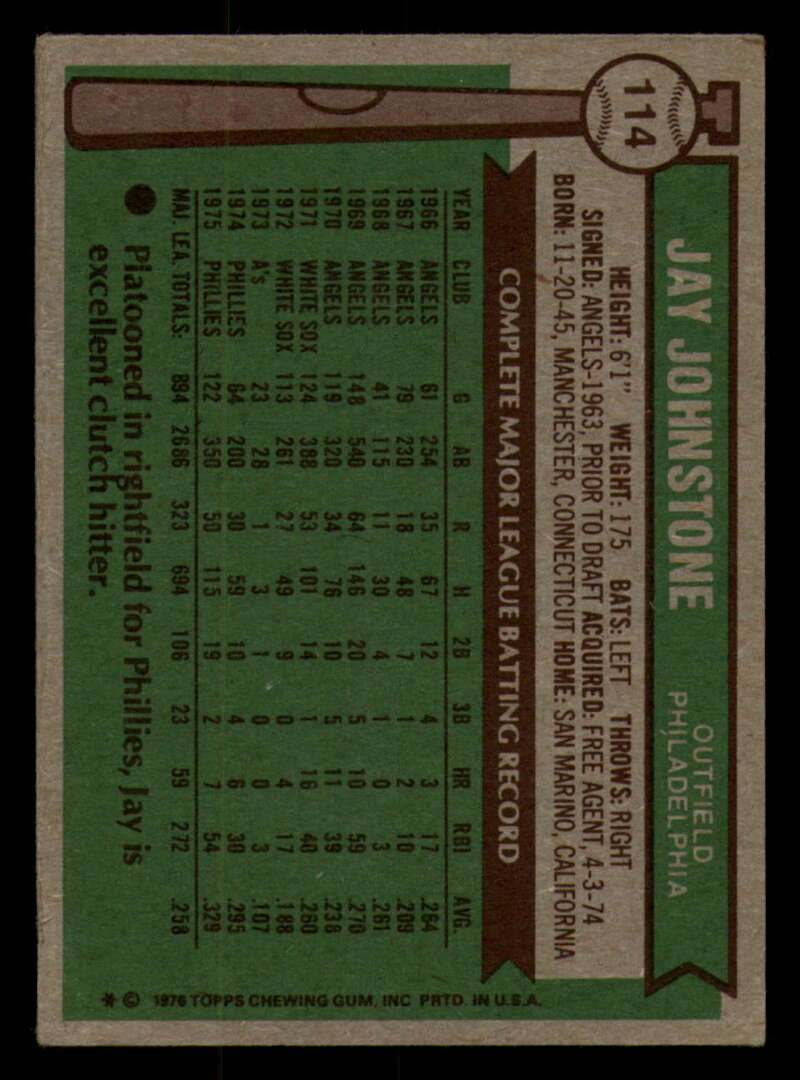 114
JAY JOHNSTONE
OUTFIELD
PHILADELPHIA
HEIGHT: 6'1" WEIGHT: 175 BATS: LEFT THROWS: RIGHT
SIGNED: ANGELS-1963, PRIOR TO DRAFT ACQUIRED: FREE AGENT, 4-3-74
BORN: 11-20-45, MANCHESTER, CONNECTICUT HOME: SAN MARINO, CALIFORNIA
COMPLETE MAJOR LEAGUE BATTING RECORD
YEAR CLUB G AB R H 2B 3B HR RBI AVG.
1966 ANGELS 61 254 35 67 12 4 3 17 .264
1967 ANGELS 79 230 18 48 7 1 2 10 .209
1968 ANGELS 41 115 11 30 4 1 0 3 .261
1969 ANGELS 148 540 64 146 20 5 10 59 .270
1970 ANGELS 119 320 34 76 10 5 11 39 .238
1971 WHITE SOX 124 388 53 101 14 1 16 40 .260
1972 WHITE SOX 113 261 27 49 9 0 4 17 .188
1973 A's 23 28 1 3 1 0 0 3 .107
1974 PHILLIES 64 200 30 59 10 4 6 30 .295
1975 PHILLIES 122 350 50 115 19 2 7 54 .329
MAJ. LEA. TOTALS: 894 2686 323 694 106 23 59 272 .258
Platooned in rightfield for Phillies, Jay is
excellent clutch hitter.
* © 1976 TOPPS CHEWING GUM, INC PRTD. IN U.S.A.